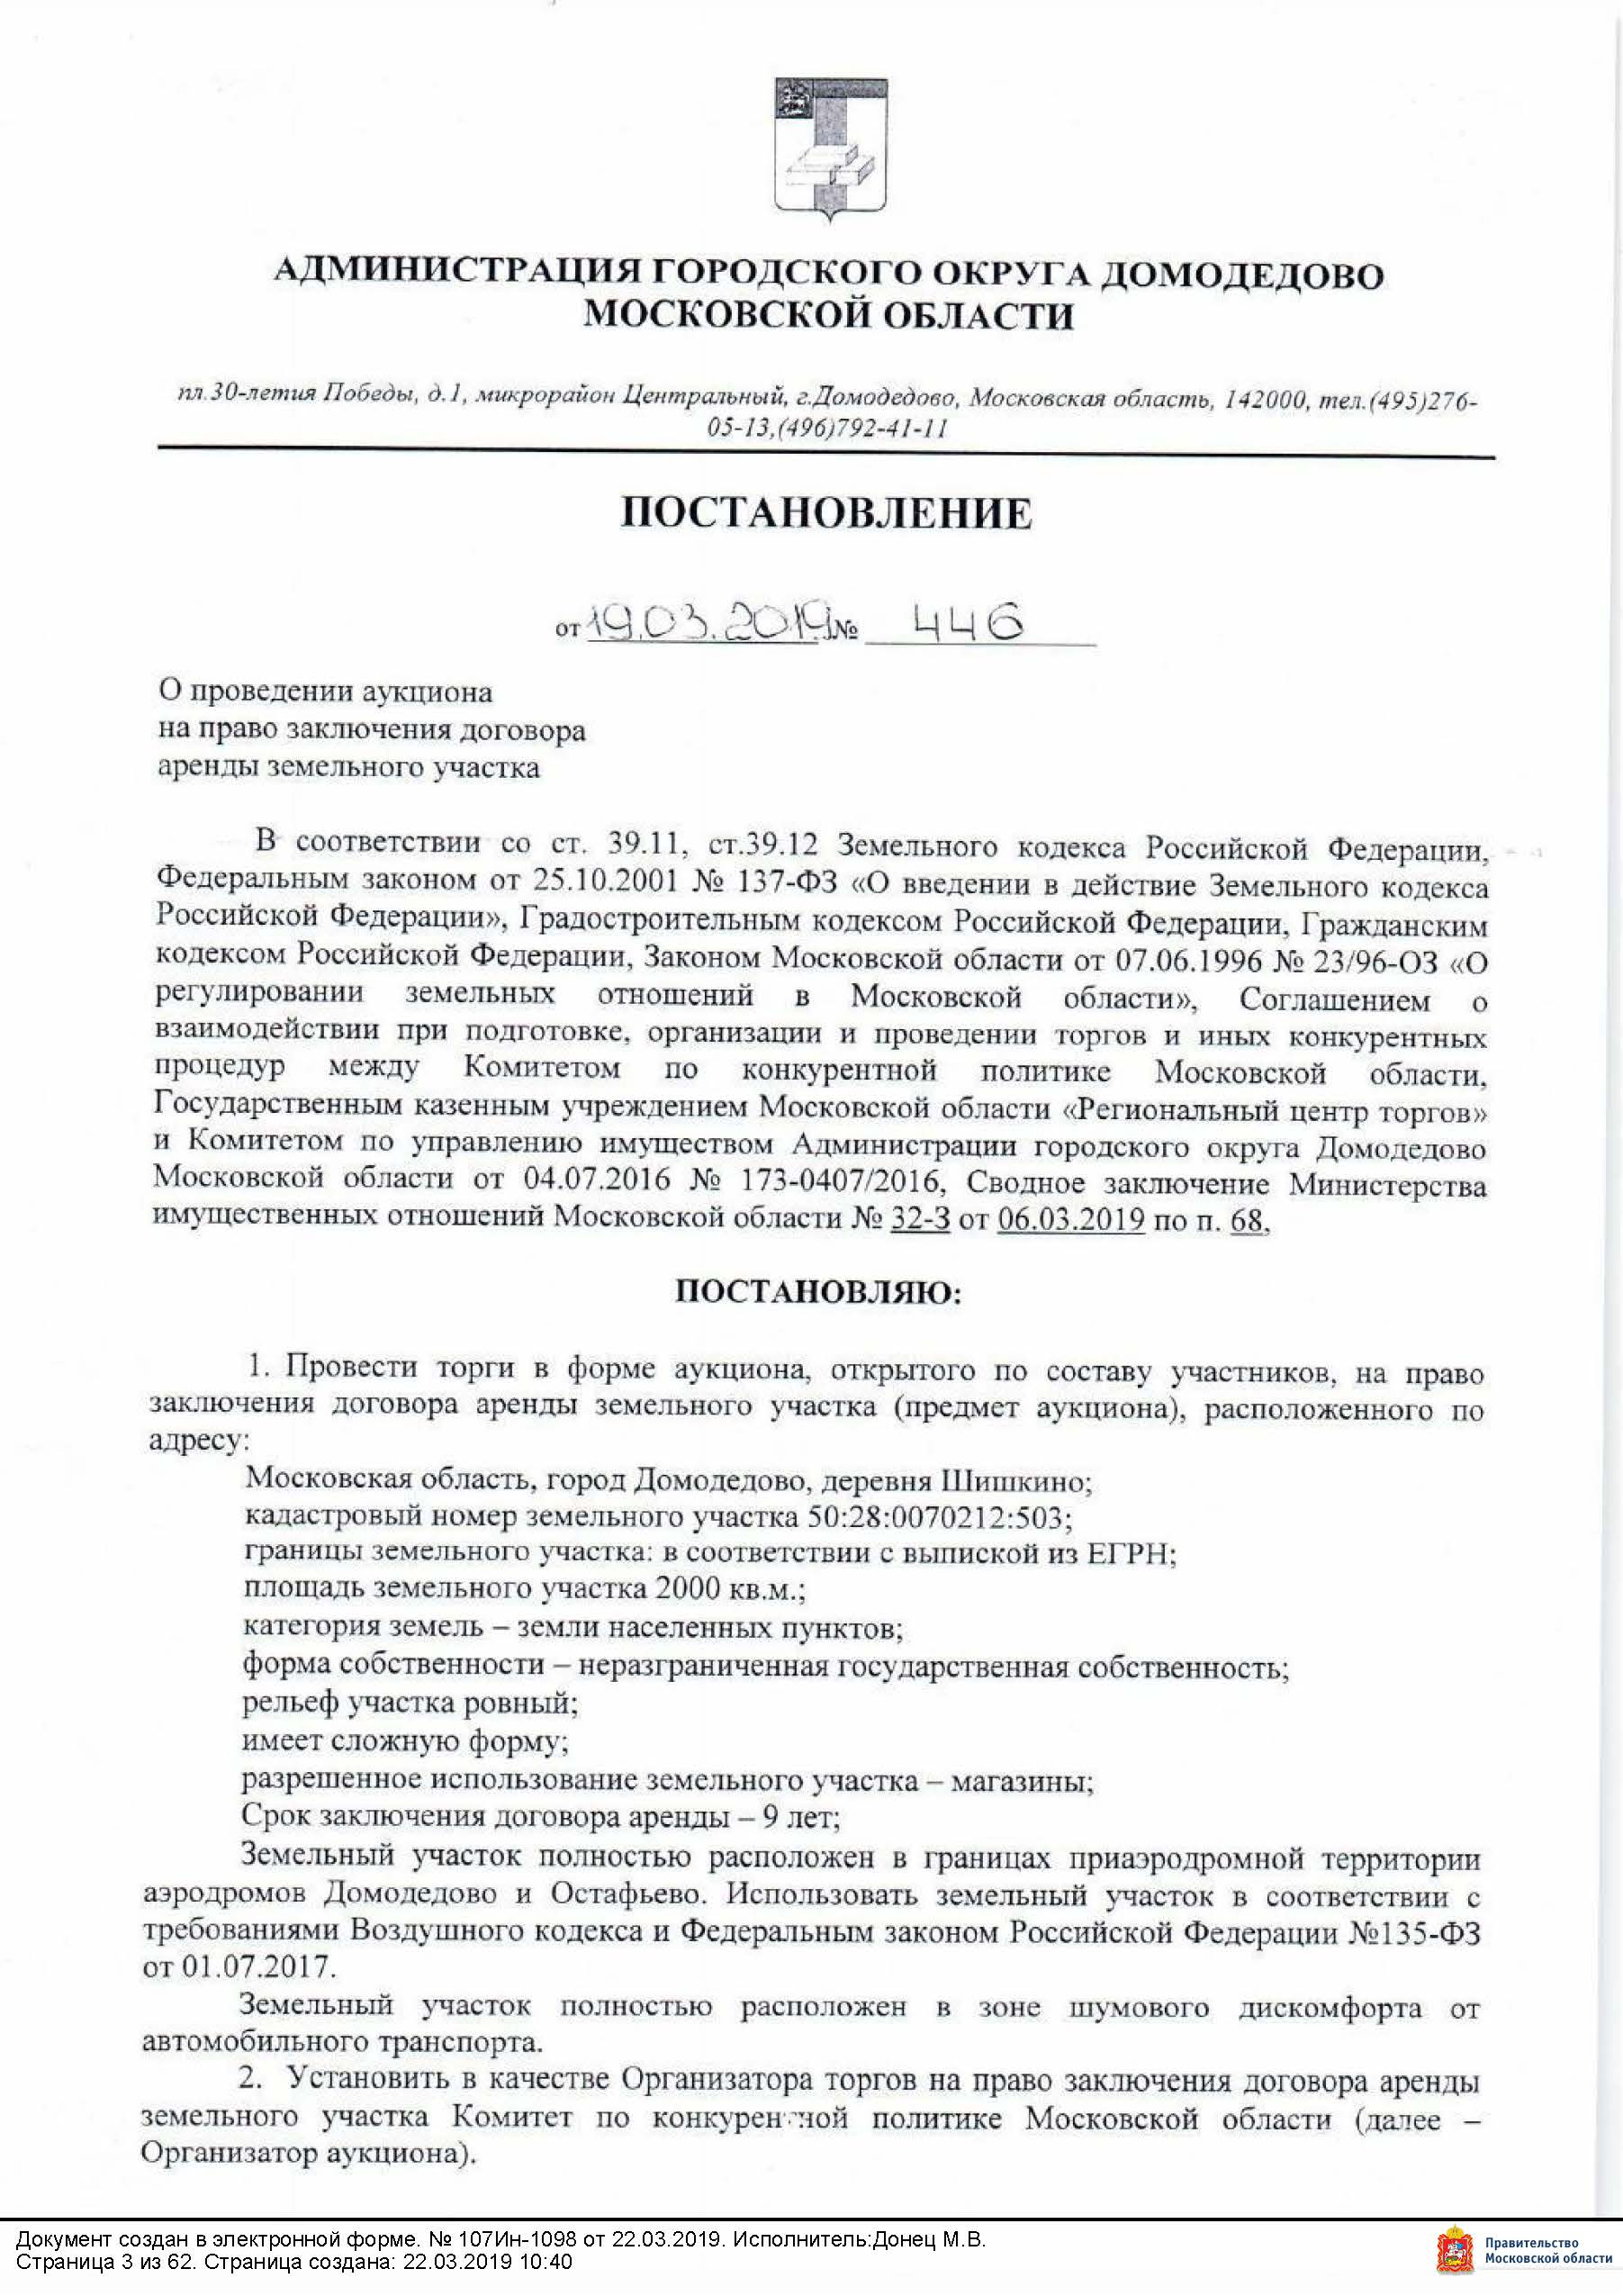 АДМИНИСТРАЦИЯ ГОРОДСКОГО ОКРУГА ДОМОДЕДОВО
МОСКОВСКОЙ ОБЛАСТИ
пл.30-летия Победы, д.1, микрорайон Центральный, г.Домодедово, Московская область, 142000, тел.(495)276-
05-13,(496)792-41-11
ПОСТАНОВЛЕНИЕ
от 19.03.2019 № 446
О проведении аукциона
на право заключения договора
аренды земельного участка
В соответствии со ст. 39.11, ст.39.12 Земельного кодекса Российской Федерации,
Федеральным законом от 25.10.2001 № 137-ФЗ «О введении в действие Земельного кодекса
Российской Федерации», Градостроительным кодексом Российской Федерации, Гражданским
кодексом Российской Федерации, Законом Московской области от 07.06.1996 № 23/96-ОЗ «О
регулировании земельных отношений в Московской области», Соглашением о
взаимодействии при подготовке, организации и проведении торгов и иных конкурентных
процедур между Комитетом по конкурентной политике Московской области,
Государственным казенным учреждением Московской области «Региональный центр торгов»
и Комитетом по управлению имуществом Администрации городского округа Домодедово
Московской области от 04.07.2016 № 173-0407/2016, Сводное заключение Министерства
имущественных отношений Московской области № 32-З от 06.03.2019 по п. 68,
ПОСТАНОВЛЯЮ:
1. Провести торги в форме аукциона, открытого по составу участников, на право
заключения договора аренды земельного участка (предмет аукциона), расположенного по
адресу:
Московская область, город Домодедово, деревня Шишкино;
кадастровый номер земельного участка 50:28:0070212:503;
границы земельного участка: в соответствии с выпиской из ЕГРН;
площадь земельного участка 2000 кв.м.;
категория земель – земли населенных пунктов;
форма собственности – неразграниченная государственная собственность;
рельеф участка ровный;
имеет сложную форму;
разрешенное использование земельного участка – магазины;
Срок заключения договора аренды – 9 лет;
Земельный участок полностью расположен в границах приаэродромной территории
аэродромов Домодедово и Остафьево. Использовать земельный участок в соответствии с
требованиями Воздушного кодекса и Федеральным законом Российской Федерации №135-ФЗ
от 01.07.2017.
Земельный участок полностью расположен в зоне шумового дискомфорта от
автомобильного транспорта.
2. Установить в качестве Организатора торгов на право заключения договора аренды
земельного участка Комитет по конкурентной политике Московской области (далее –
Организатор аукциона).
Документ создан в электронной форме. № 107Ин-1098 от 22.03.2019. Исполнитель:Донец М.В.
Страница 3 из 62. Страница создана: 22.03.2019 10:40
Правительство
Московской области